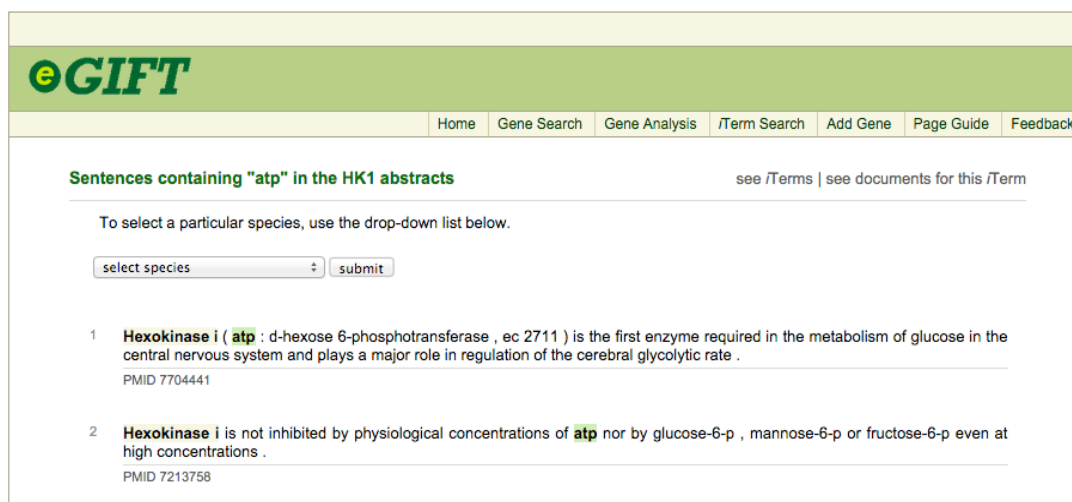 eGIFT
Home Gene Search Gene Analysis iTerm Search Add Gene Page Guide Feedback
Sentences containing "atp" in the HK1 abstracts see iTerms | see documents for this iTerm
To select a particular species, use the drop-down list below.
select species submit
1 Hexokinase i ( atp : d-hexose 6-phosphotransferase , ec 2711 ) is the first enzyme required in the metabolism of glucose in the
central nervous system and plays a major role in regulation of the cerebral glycolytic rate .
PMID 7704441
2 Hexokinase i is not inhibited by physiological concentrations of atp nor by glucose-6-p , mannose-6-p or fructose-6-p even at
high concentrations .
PMID 7213758